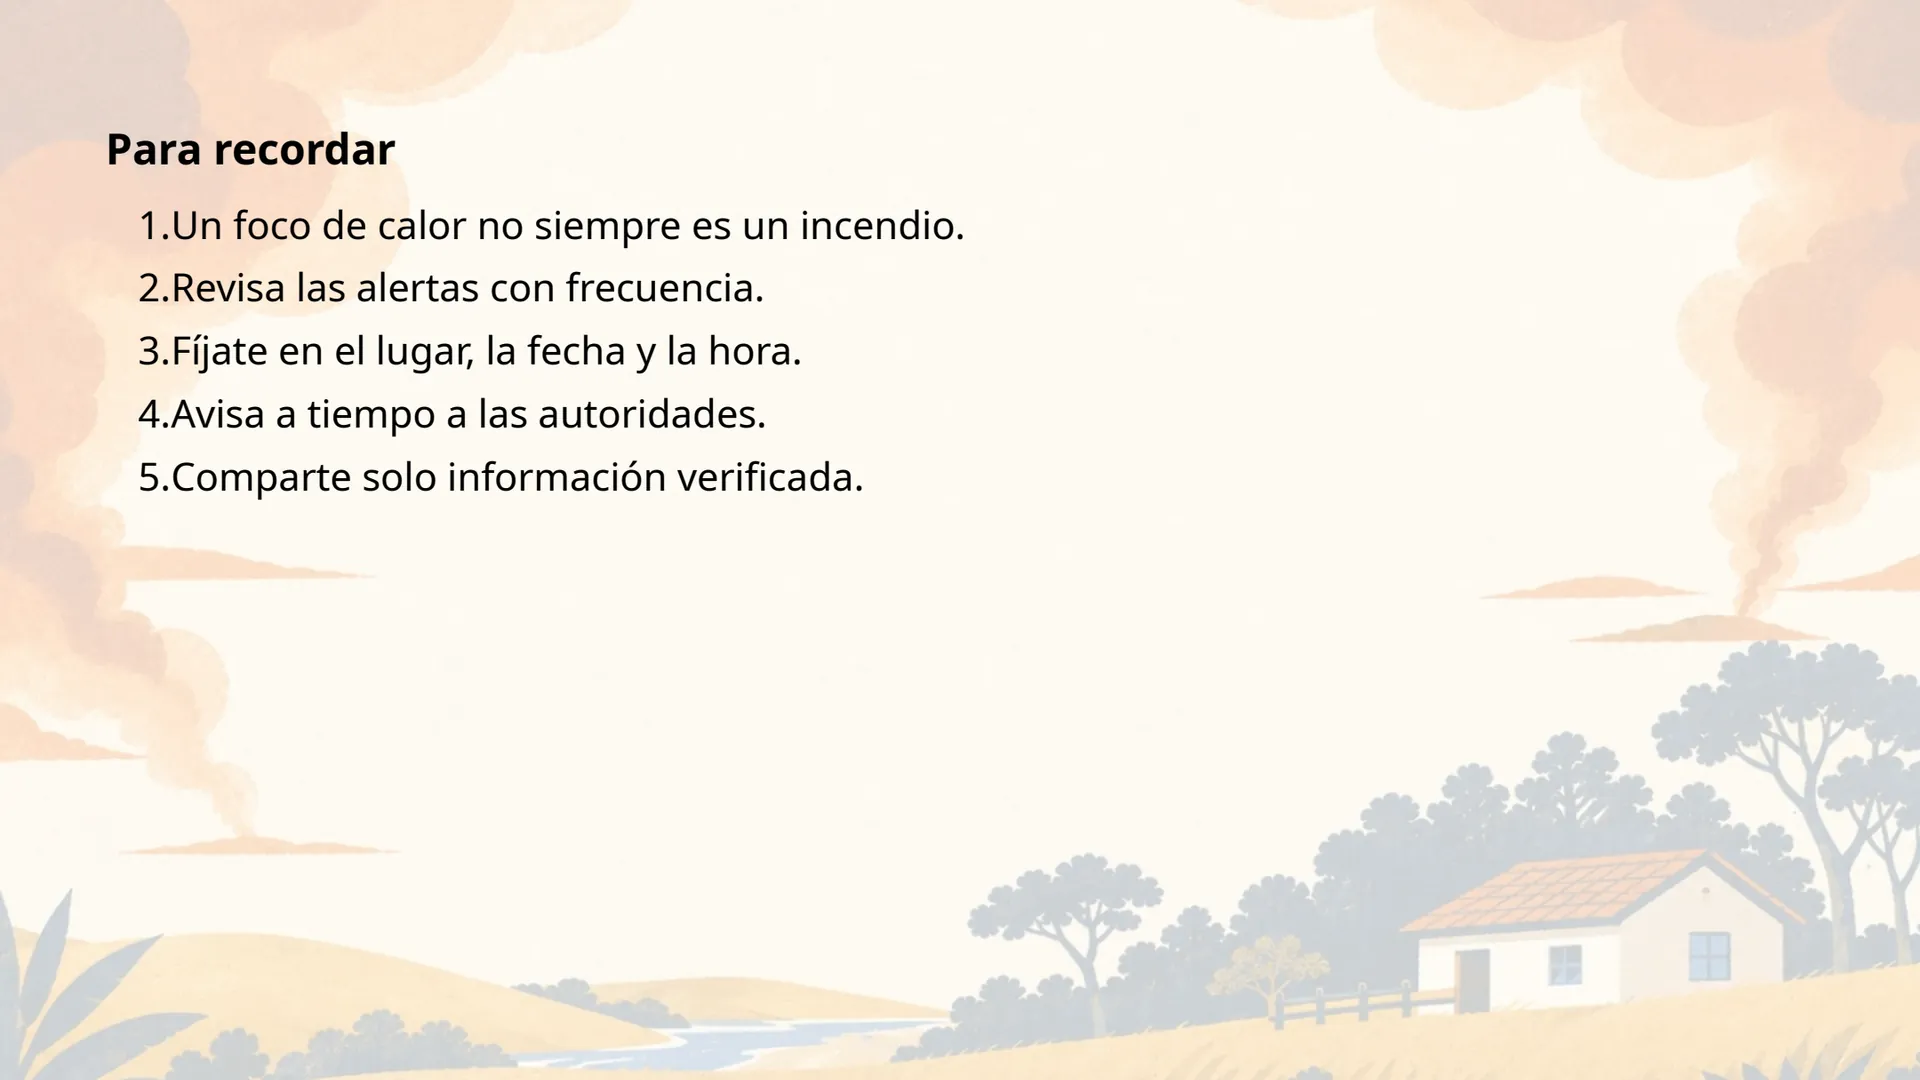 Para recordar
1.Un foco de calor no siempre es un incendio.
2.Revisa las alertas con frecuencia.
3.Fíjate en el lugar, la fecha y la hora.
4.Avisa a tiempo a las autoridades.
5.Comparte solo información verificada.